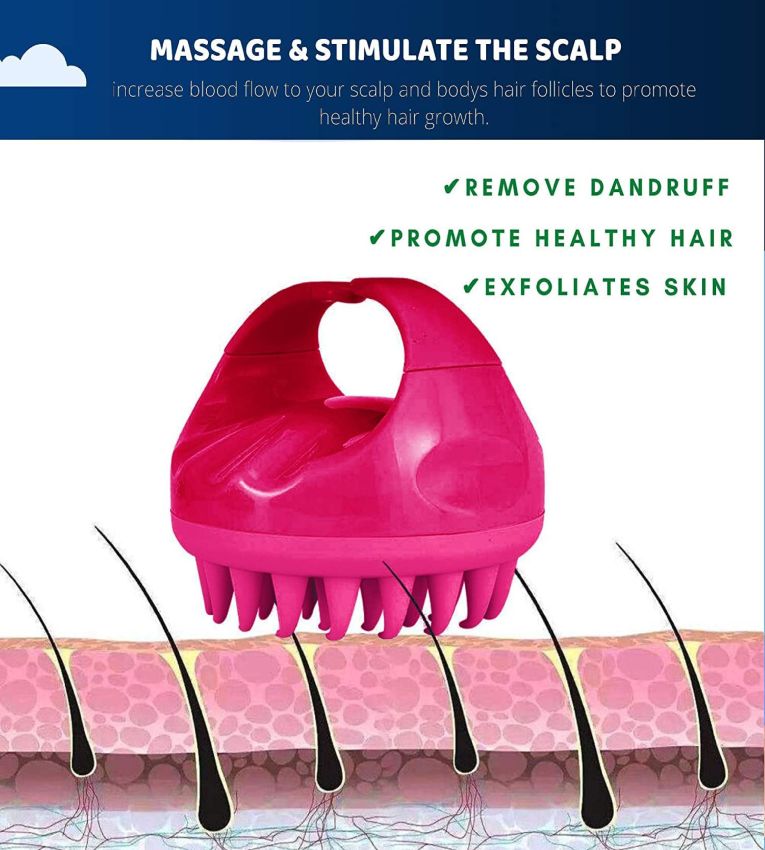 MASSAGE & STIMULATE THE SCALP
increase blood flow to your scalp and bodys hair follicles to promote
healthy hair growth.
✔REMOVE DANDRUFF
✔PROMOTE HEALTHY HAIR
✔EXFOLIATES SKIN